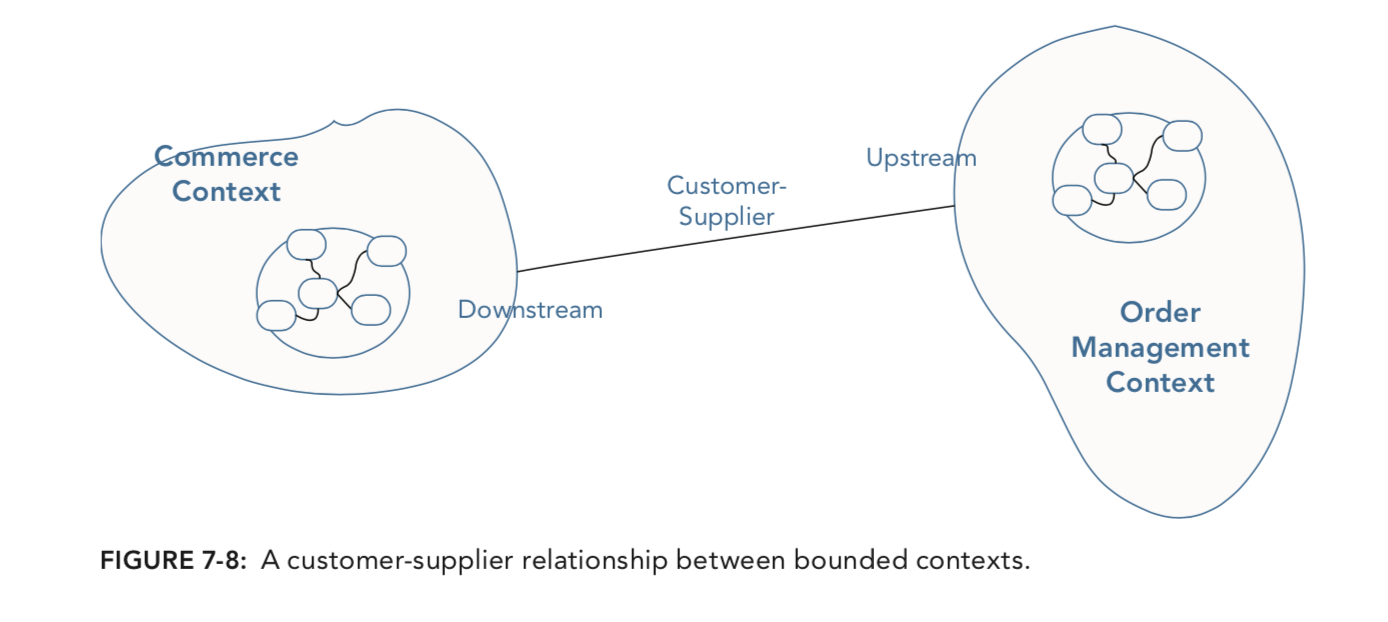 Commerce
Context
Customer-
Supplier
Upstream
Downstream
Order
Management
Context
FIGURE 7-8: A customer-supplier relationship between bounded contexts.